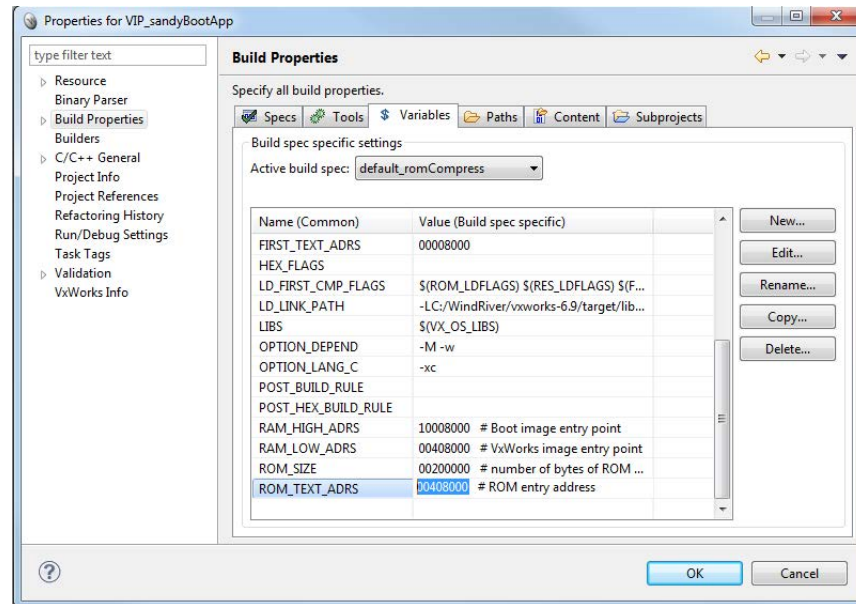 Properties for VIP_sandyBootApp
type filter text
Resource
Binary Parser
Build Properties
Builders
C/C++ General
Project Info
Project References
Refactoring History
Run/Debug Settings
Task Tags
Validation
VxWorks Info
Build Properties
Specify all build properties.
Specs Tools $ Variables Paths Content Subprojects
Build spec specific settings
Active build spec: default_romCompress
Name (Common) Value (Build spec specific)
FIRST_TEXT_ADRS 00008000
HEX_FLAGS
LD_FIRST_CMP_FLAGS $(ROM_LDFLAGS) $(RES_LDFLAGS) $(F...
LD_LINK_PATH -LC:/WindRiver/vxworks-6.9/target/lib...
LIBS $(VX_OS_LIBS)
OPTION_DEPEND -M -w
OPTION_LANG_C -xc
POST_BUILD_RULE
POST_HEX_BUILD_RULE
RAM_HIGH_ADRS 10008000 # Boot image entry point
RAM_LOW_ADRS 00408000 # VxWorks image entry point
ROM_SIZE 00200000 # number of bytes of ROM ...
ROM_TEXT_ADRS 00408000 # ROM entry address
New...
Edit...
Rename...
Copy...
Delete...
?
OK Cancel